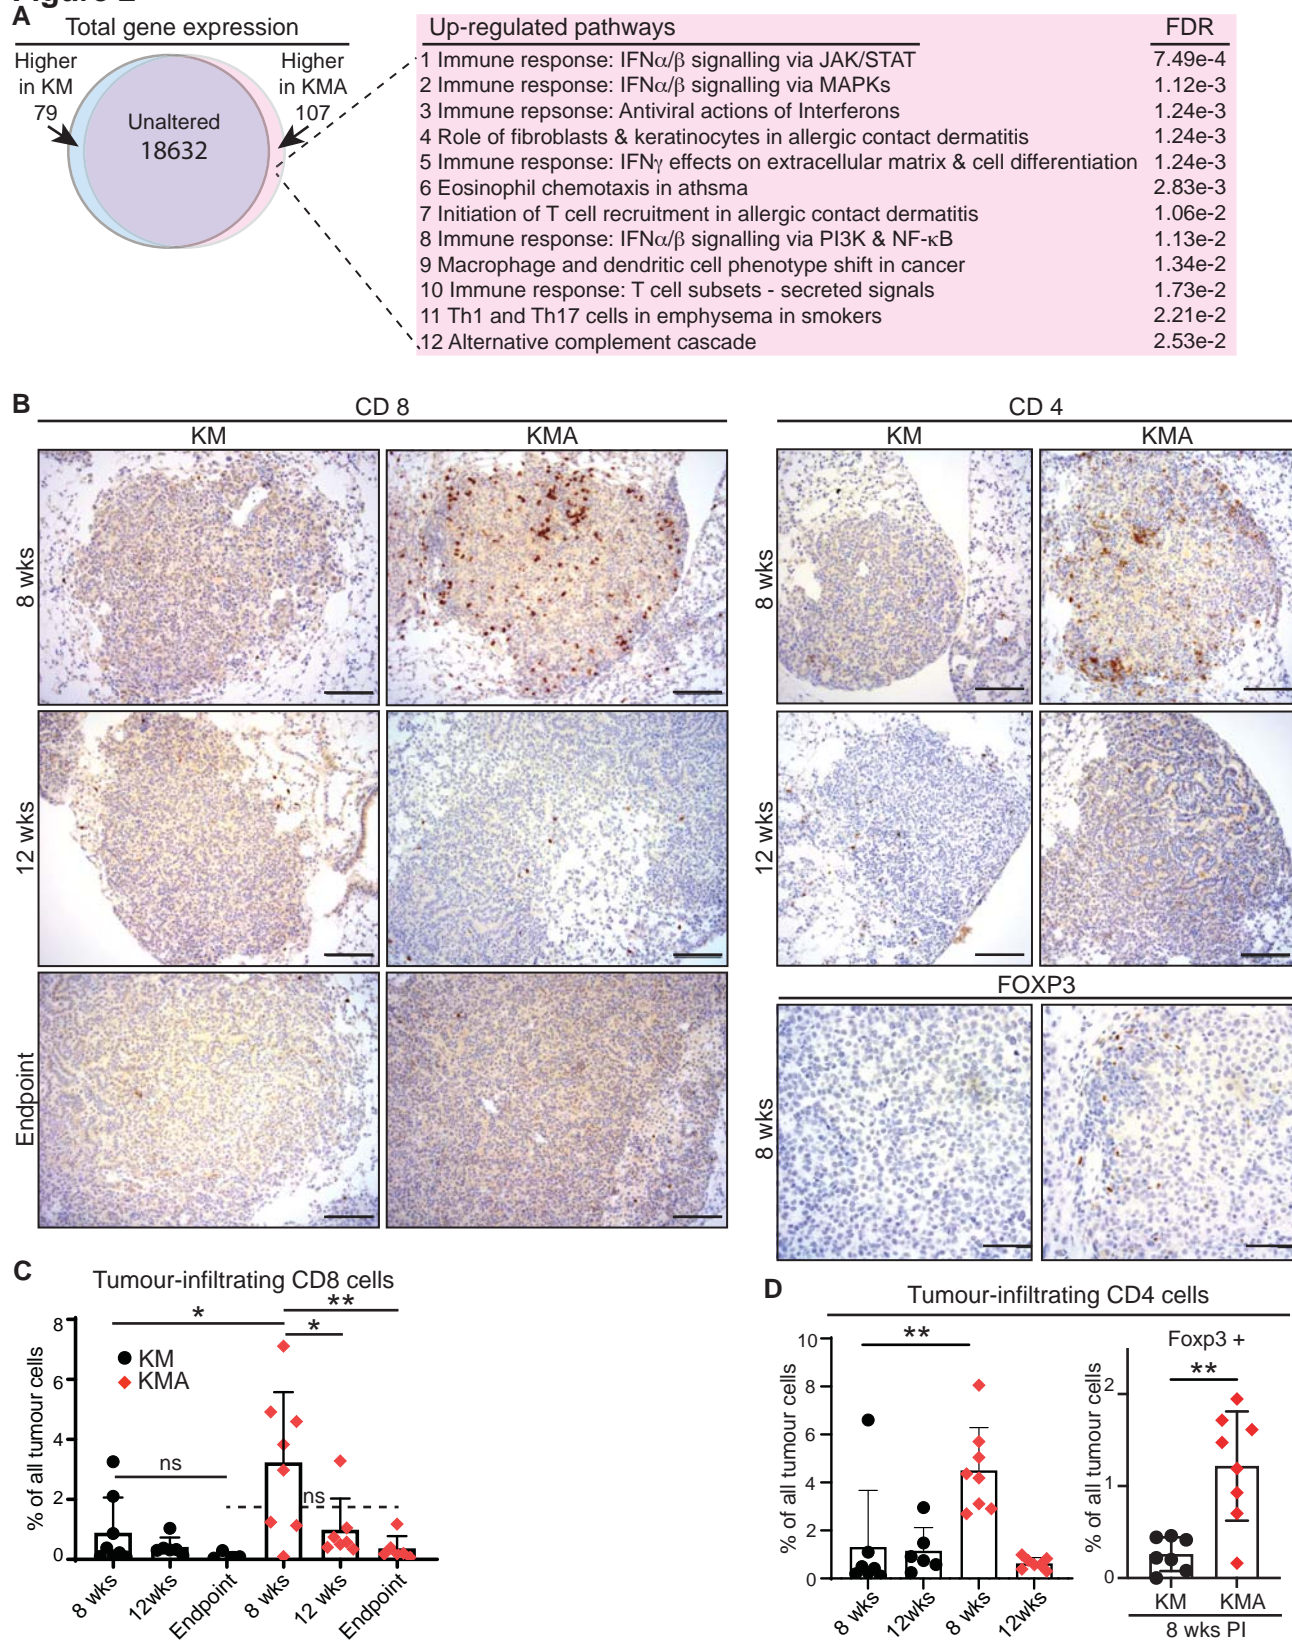 A
Total gene expression
Higher
in KM
79
Higher
in KMA
107
Unaltered
18632
Up-regulated pathways FDR
1 Immune response: IFNα/β signalling via JAK/STAT 7.49e-4
2 Immune response: IFNα/β signalling via MAPKs 1.12e-3
3 Immune repsonse: Antiviral actions of Interferons 1.24e-3
4 Role of fibroblasts & keratinocytes in allergic contact dermatitis 1.24e-3
5 Immune response: IFNγ effects on extracellular matrix & cell differentiation 1.24e-3
6 Eosinophil chemotaxis in athsma 2.83e-3
7 Initiation of T cell recruitment in allergic contact dermatitis 1.06e-2
8 Immune response: IFNα/β signalling via PI3K & NF-κB 1.13e-2
9 Macrophage and dendritic cell phenotype shift in cancer 1.34e-2
10 Immune response: T cell subsets - secreted signals 1.73e-2
11 Th1 and Th17 cells in emphysema in smokers 2.21e-2
12 Alternative complement cascade 2.53e-2
B
CD 8
KM KMA
8 wks
12 wks
Endpoint
CD 4
KM KMA
8 wks
12 wks
FOXP3
8 wks
C
Tumour-infiltrating CD8 cells
% of all tumour cells
8
6
4
2
0
KM
KMA
*
**
*
ns
ns
8 wks 12wks Endpoint 8 wks 12 wks Endpoint
D
Tumour-infiltrating CD4 cells
% of all tumour cells
10
8
6
4
2
0
**
8 wks 12wks 8 wks 12wks
Foxp3 +
**
% of all tumour cells
2
1
0
KM KMA
8 wks PI